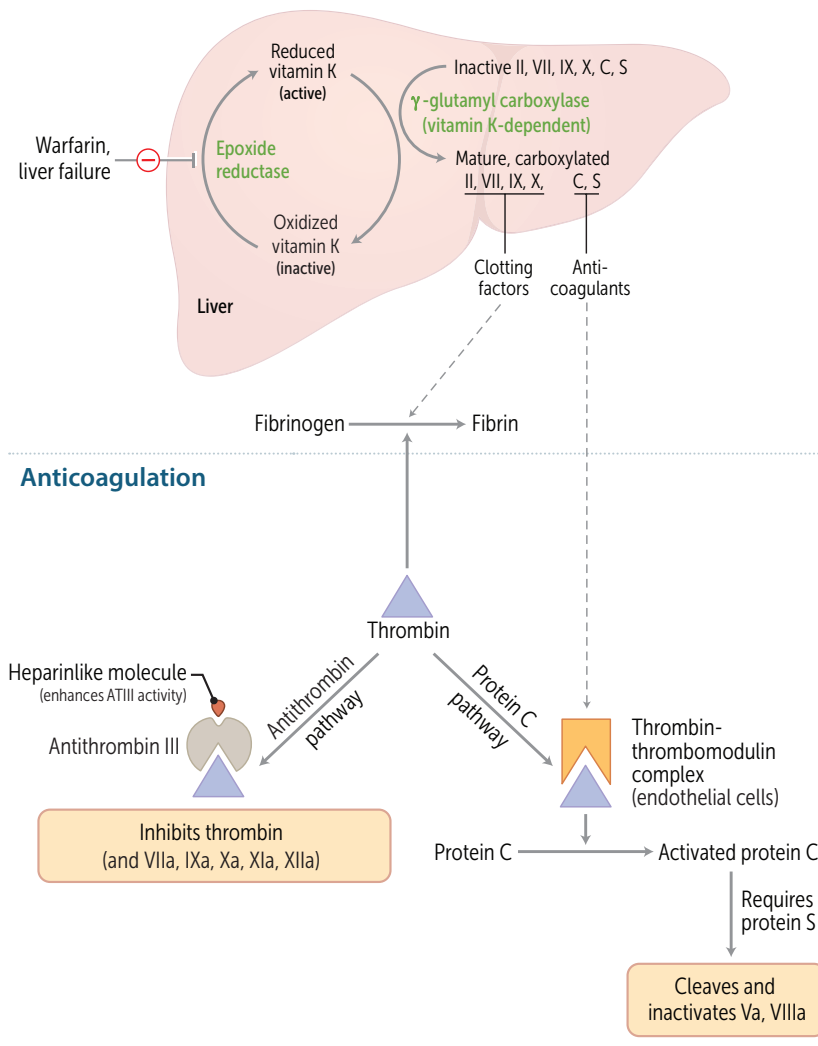 Reduced
vitamin K
(active)
Inactive II, VII, IX, X, C, S
γ-glutamyl carboxylase
(vitamin K-dependent)
Warfarin,
liver failure
−
Epoxide
reductase
Mature, carboxylated
II, VII, IX, X, C, S
Oxidized
vitamin K
(inactive)
Clotting
factors
Anti-
coagulants
Liver
Fibrinogen
Fibrin
Anticoagulation
Thrombin
Heparinlike molecule
(enhances ATIII activity)
Antithrombin
pathway
Protein C
pathway
Antithrombin III
Thrombin-
thrombomodulin
complex
(endothelial cells)
Inhibits thrombin
(and VIIa, IXa, Xa, XIa, XIIa)
Protein C
Activated protein C
Requires
protein S
Cleaves and
inactivates Va, VIIIa